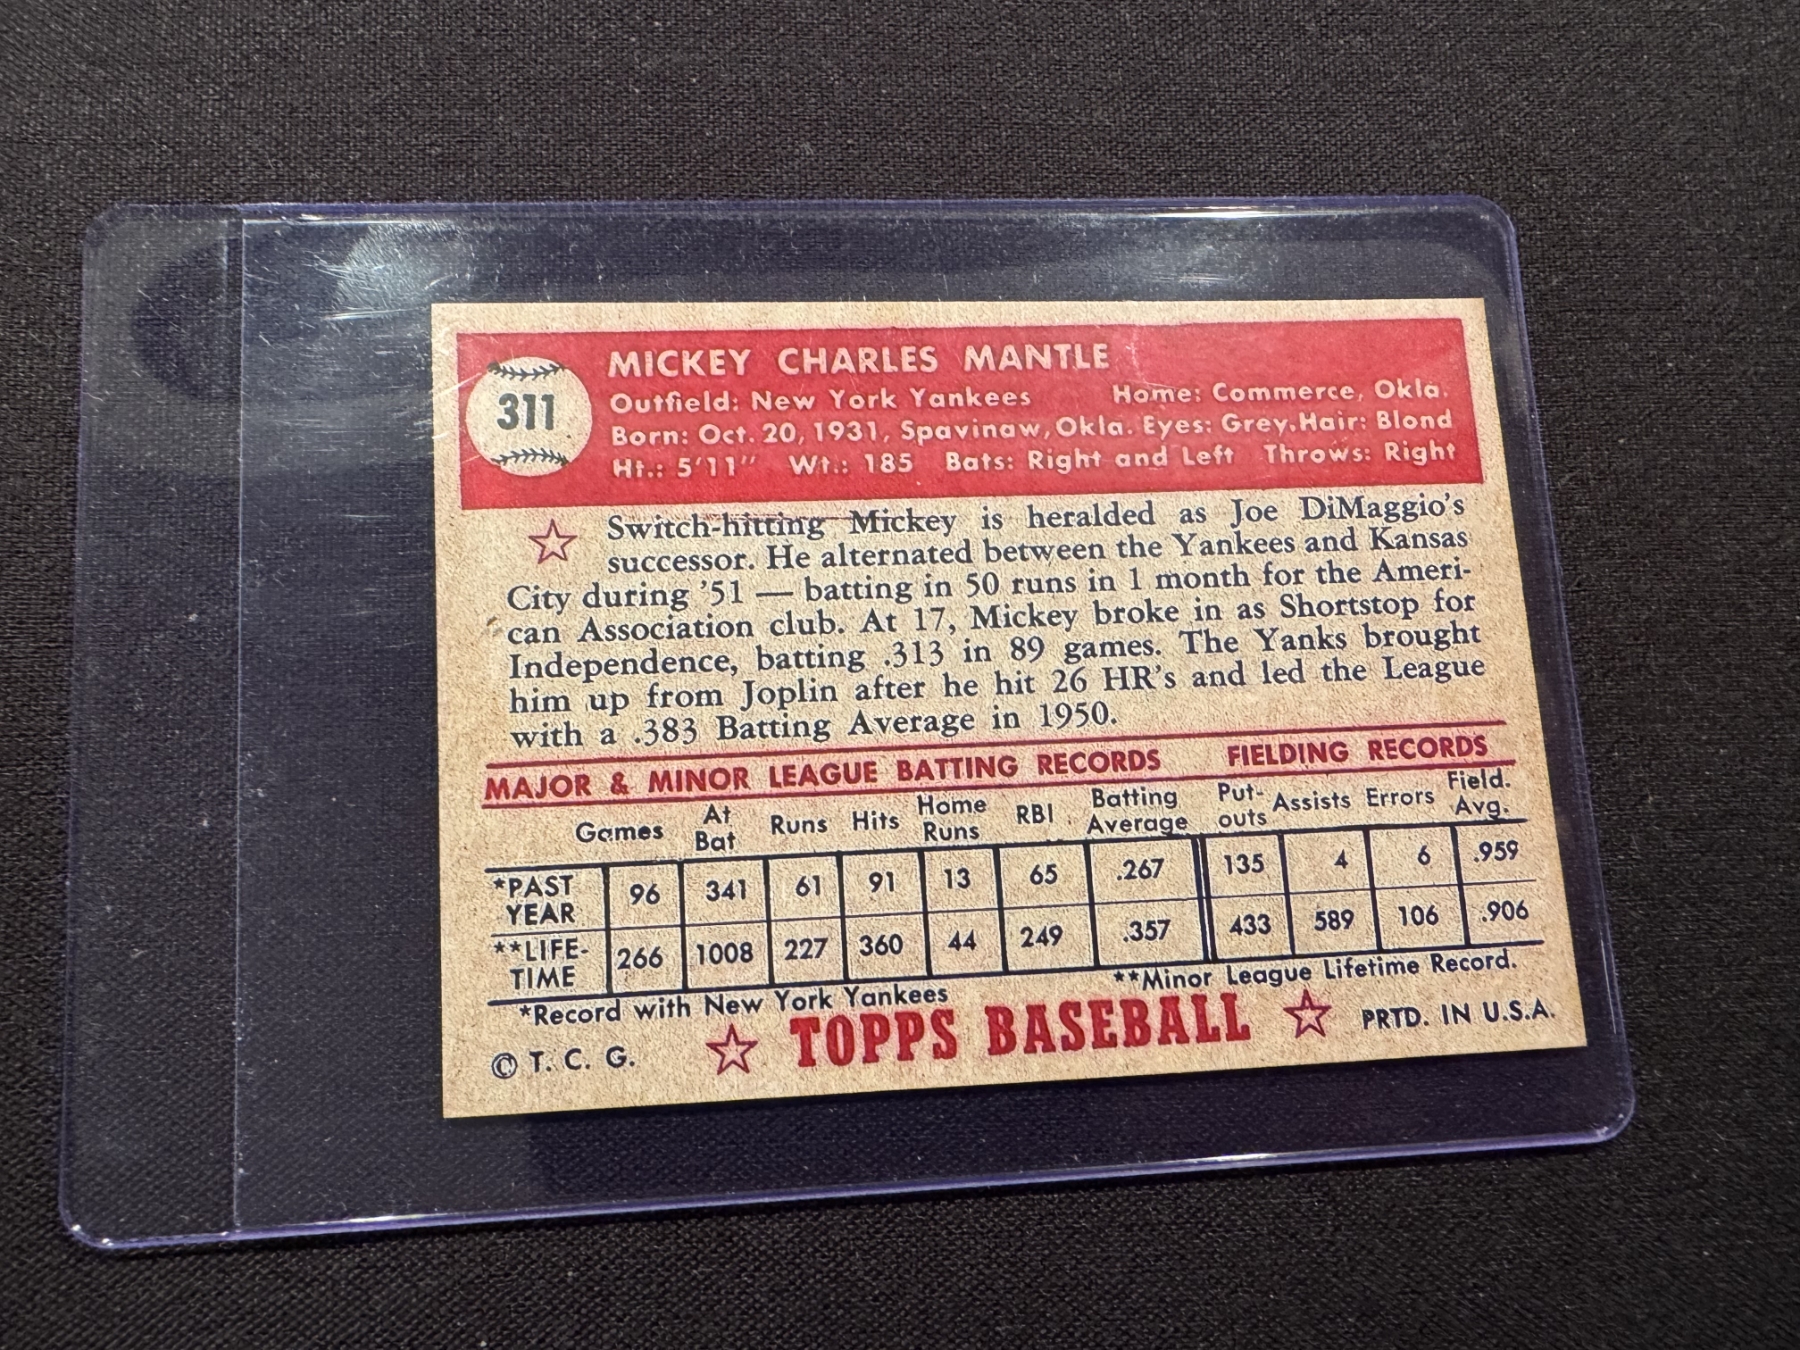 311
MICKEY CHARLES MANTLE
Outfield: New York Yankees Home: Commerce, Okla.
Born: Oct. 20, 1931, Spavinaw, Okla. Eyes: Grey. Hair: Blond
Ht.: 5'11" Wt.: 185 Bats: Right and Left Throws: Right
Switch-hitting Mickey is heralded as Joe DiMaggio's
successor. He alternated between the Yankees and Kansas
City during '51 — batting in 50 runs in 1 month for the Ameri-
can Association club. At 17, Mickey broke in as Shortstop for
Independence, batting .313 in 89 games. The Yanks brought
him up from Joplin after he hit 26 HR's and led the League
with a .383 Batting Average in 1950.
MAJOR & MINOR LEAGUE BATTING RECORDS FIELDING RECORDS
Games At Bat Runs Hits Home Runs RBI Batting Average Put-outs Assists Errors Field. Avg.
*PAST YEAR 96 341 61 91 13 65 .267 135 4 6 .959
**LIFE-TIME 266 1008 227 360 44 249 .357 433 589 106 .906
*Record with New York Yankees **Minor League Lifetime Record.
© T. C. G. TOPPS BASEBALL PRTD. IN U.S.A.